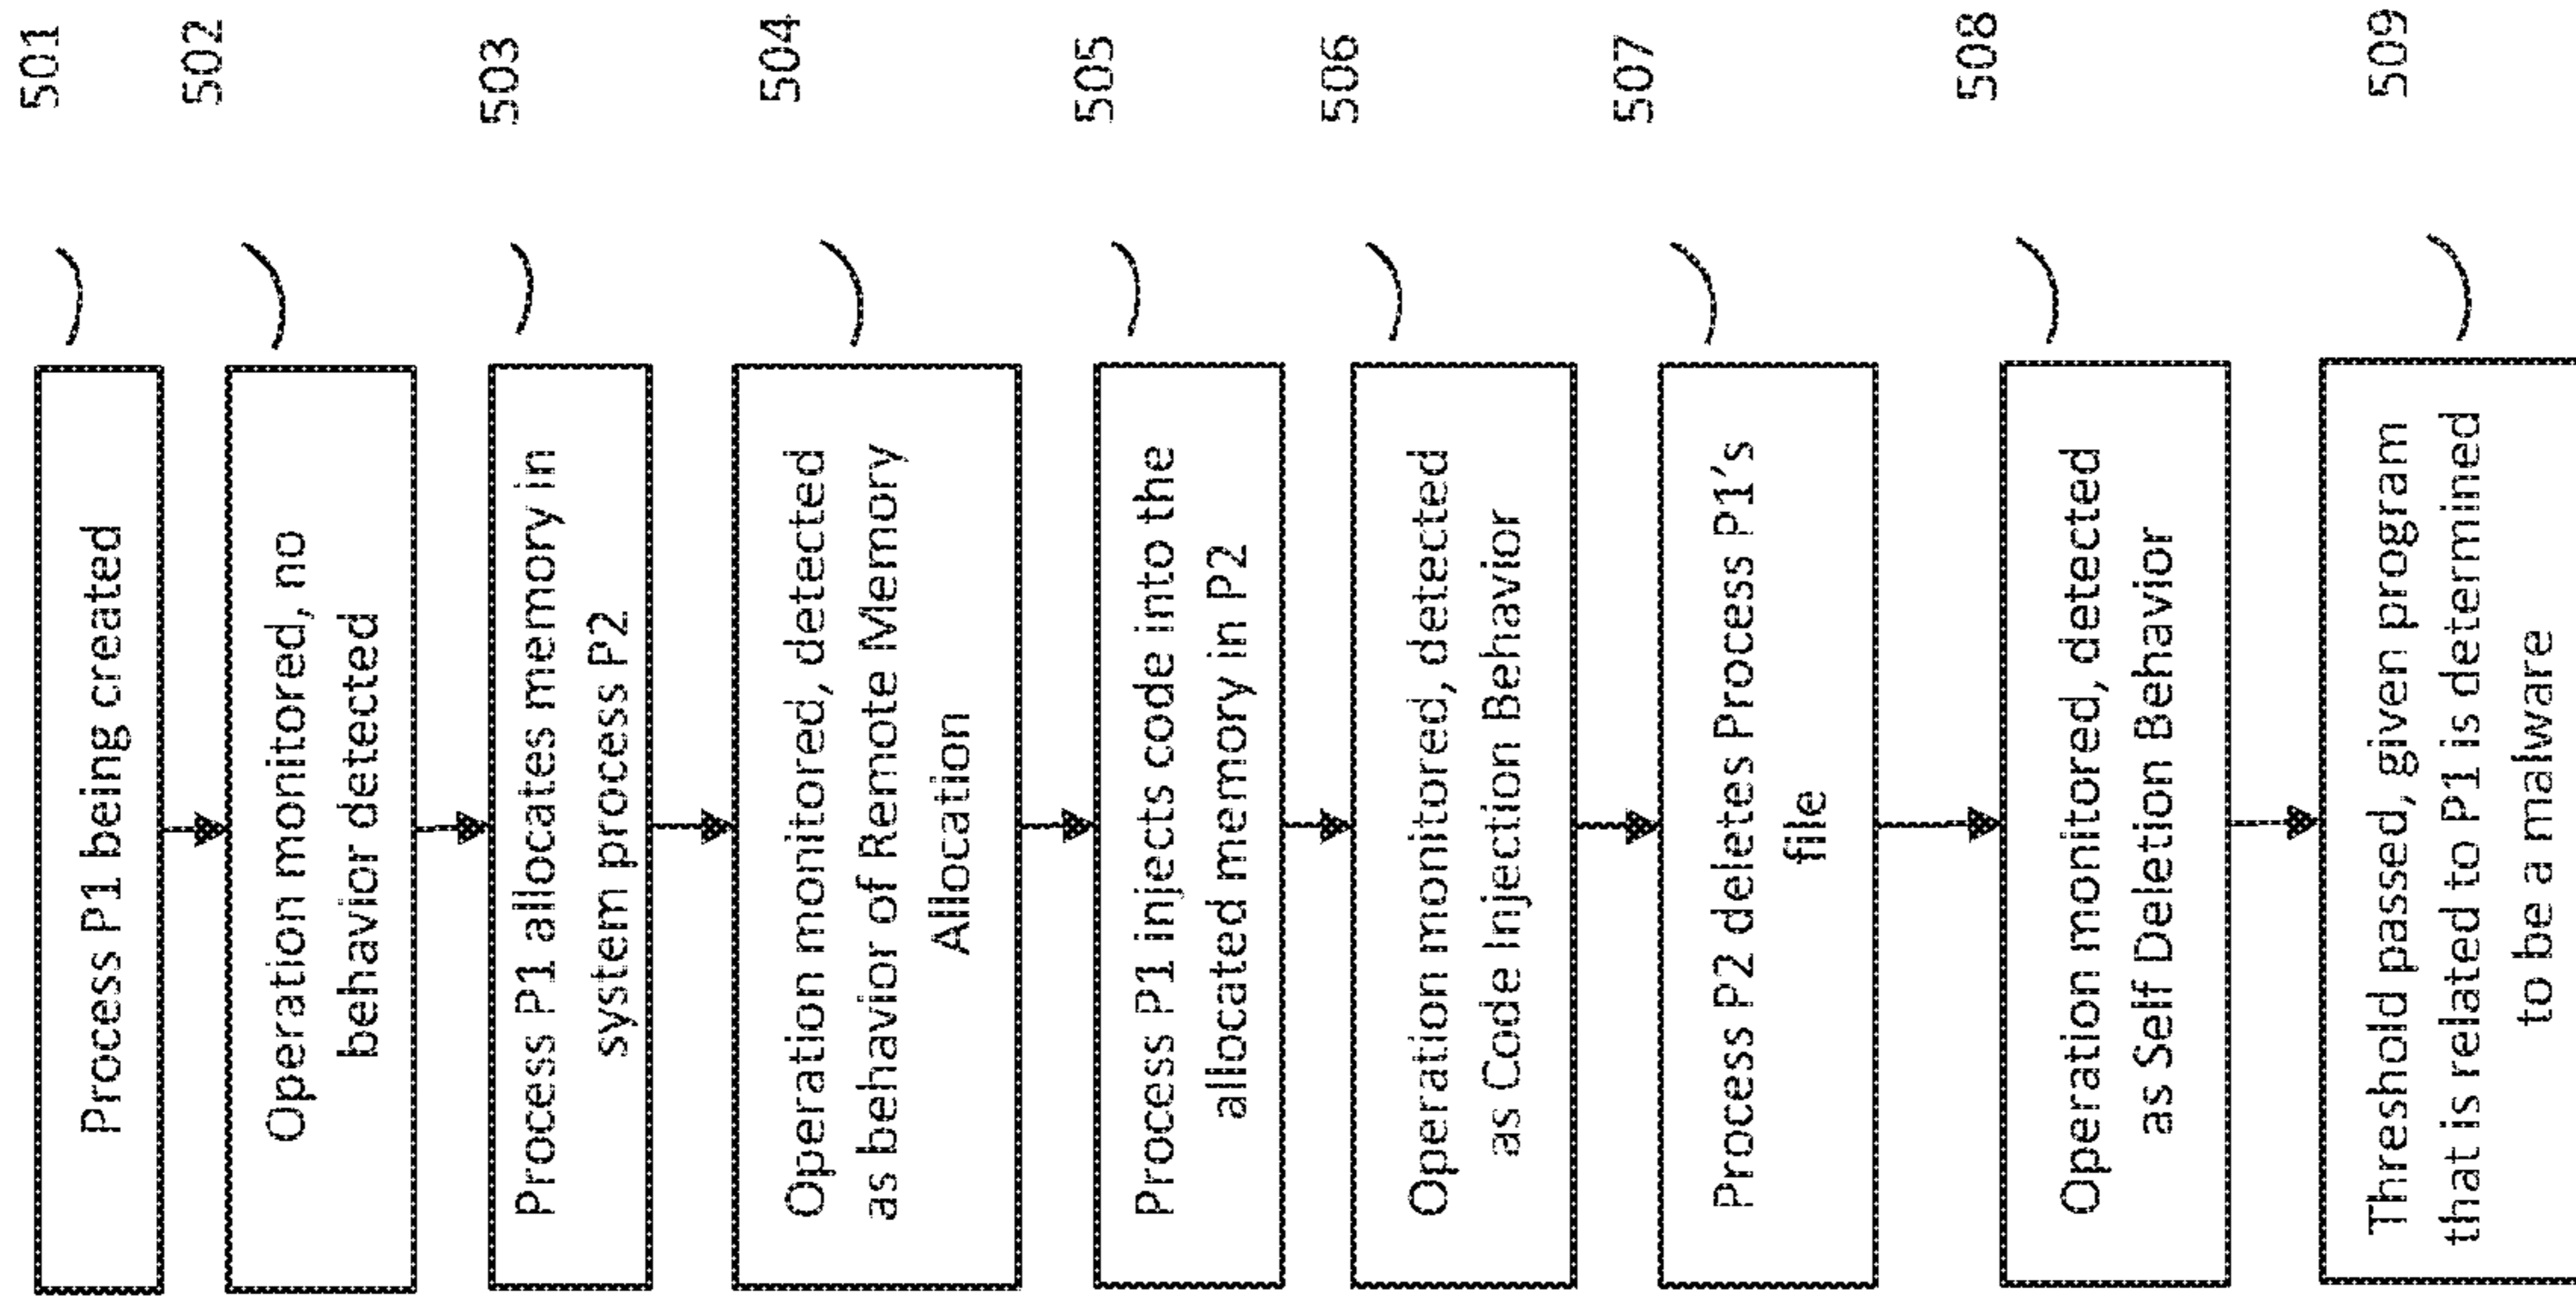 501
Process P1 being created
502
Operation monitored, no
behavior detected
503
Process P1 allocates memory in
system process P2
504
Operation monitored, detected
as behavior of Remote Memory
Allocation
505
Process P1 injects code into the
allocated memory in P2
506
Operation monitored, detected
as Code Injection Behavior
507
Process P2 deletes Process P1's
file
508
Operation monitored, detected
as Self Deletion Behavior
509
Threshold passed, given program
that is related to P1 is determined
to be a malware